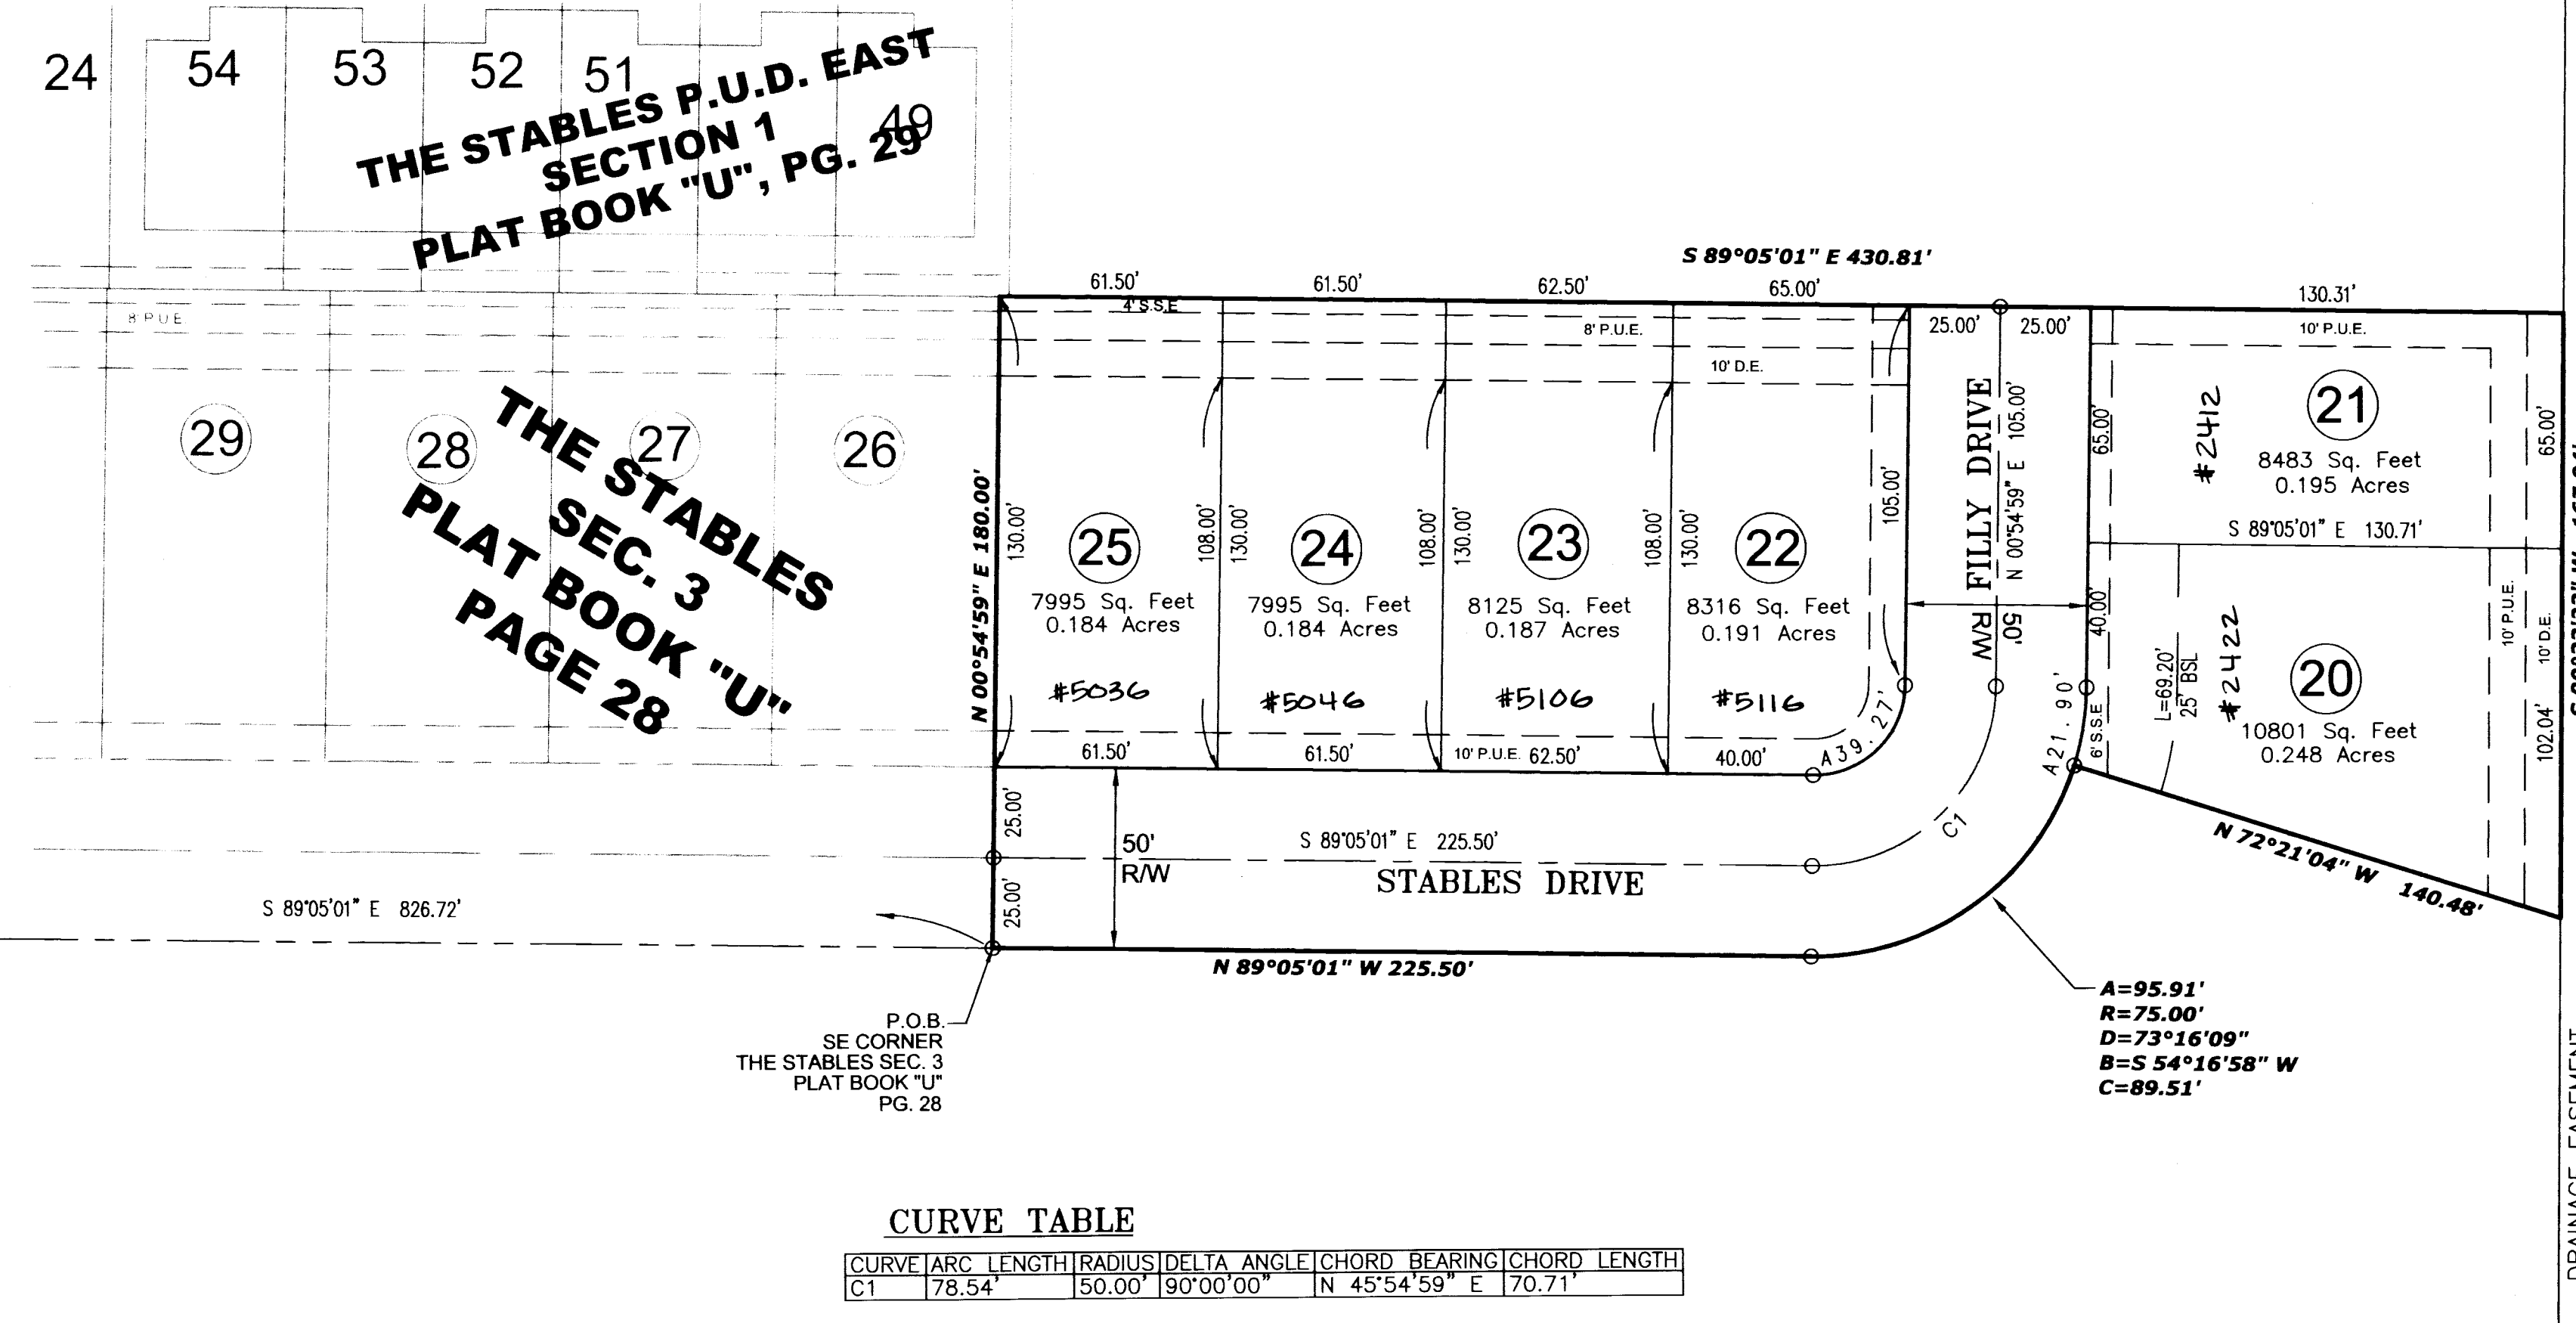 24
54
53
52
51
49
THE STABLES P.U.D. EAST
SECTION 1
PLAT BOOK "U", PG. 29
8' P.U.E.
29
28
27
26
THE STABLES
SEC. 3
PLAT BOOK "U"
PAGE 28
S 89°05'01" E 430.81'
61.50'
61.50'
62.50'
65.00'
130.31'
4' S.S.E
8' P.U.E.
10' D.E.
25.00'
25.00'
10' P.U.E.
N 00°54'59" E 180.00'
130.00'
25
7995 Sq. Feet
0.184 Acres
#5036
61.50'
108.00'
130.00'
24
7995 Sq. Feet
0.184 Acres
#5046
61.50'
108.00'
130.00'
23
8125 Sq. Feet
0.187 Acres
#5106
10' P.U.E.
62.50'
108.00'
130.00'
22
8316 Sq. Feet
0.191 Acres
#5116
40.00'
105.00'
A39.27'
FILLY DRIVE
N 00°54'59" E 105.00'
50'
R/W
65.00'
40.00'
A21.90'
6' S.S.E
#2412
21
8483 Sq. Feet
0.195 Acres
65.00'
S 89°05'01" E 130.71'
L=69.20'
25' BSL
#2422
20
10801 Sq. Feet
0.248 Acres
10' P.U.E.
10' D.E.
102.04'
N 72°21'04" W 140.48'
25.00'
25.00'
50'
R/W
S 89°05'01" E 225.50'
STABLES DRIVE
C1
S 89°05'01" E 826.72'
N 89°05'01" W 225.50'
P.O.B.
SE CORNER
THE STABLES SEC. 3
PLAT BOOK "U"
PG. 28
A=95.91'
R=75.00'
D=73°16'09"
B=S 54°16'58" W
C=89.51'
DRAINAGE EASEMENT
CURVE TABLE
CURVE ARC LENGTH RADIUS DELTA ANGLE CHORD BEARING CHORD LENGTH
C1 78.54' 50.00' 90°00'00" N 45°54'59" E 70.71'